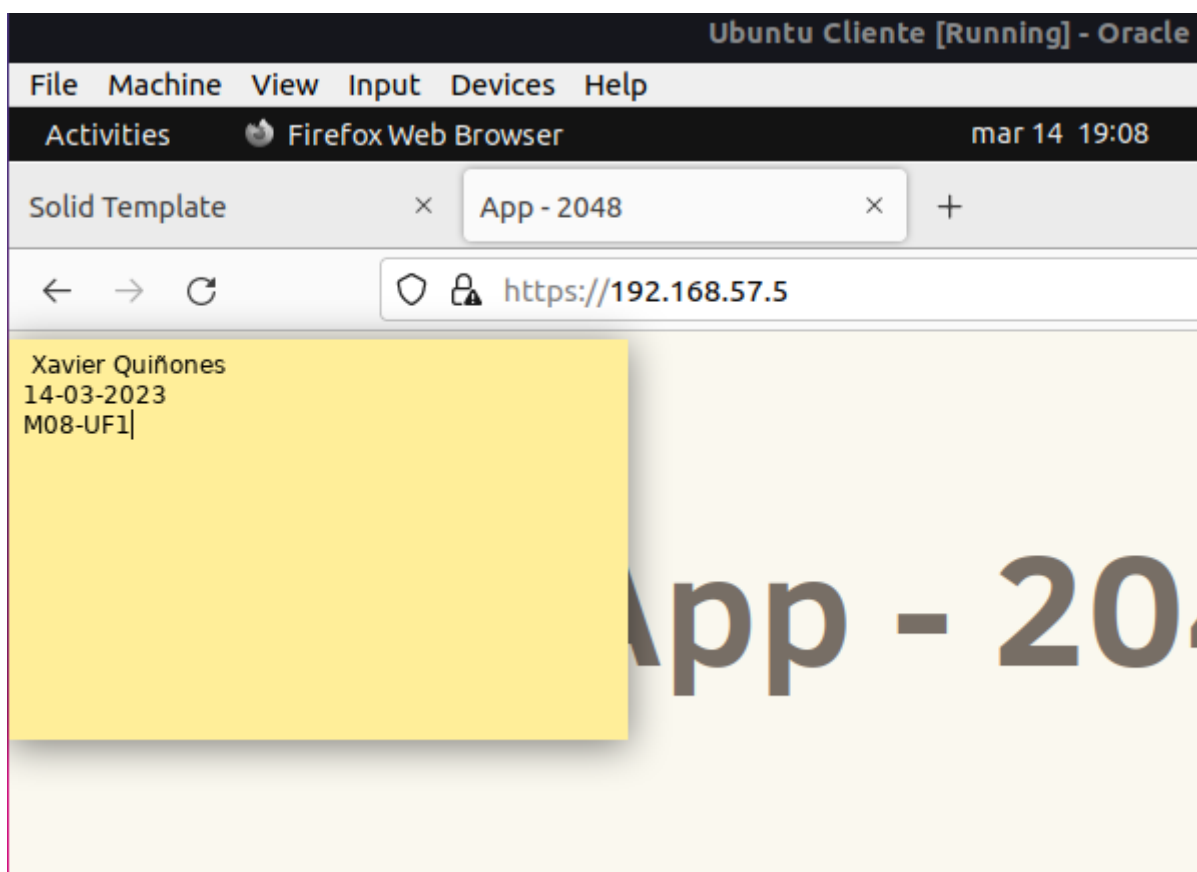 Ubuntu Cliente [Running] - Oracle
File Machine View Input Devices Help
Activities Firefox Web Browser mar 14 19:08
Solid Template App - 2048
https://192.168.57.5
Xavier Quiñones
14-03-2023
M08-UF1
App - 204